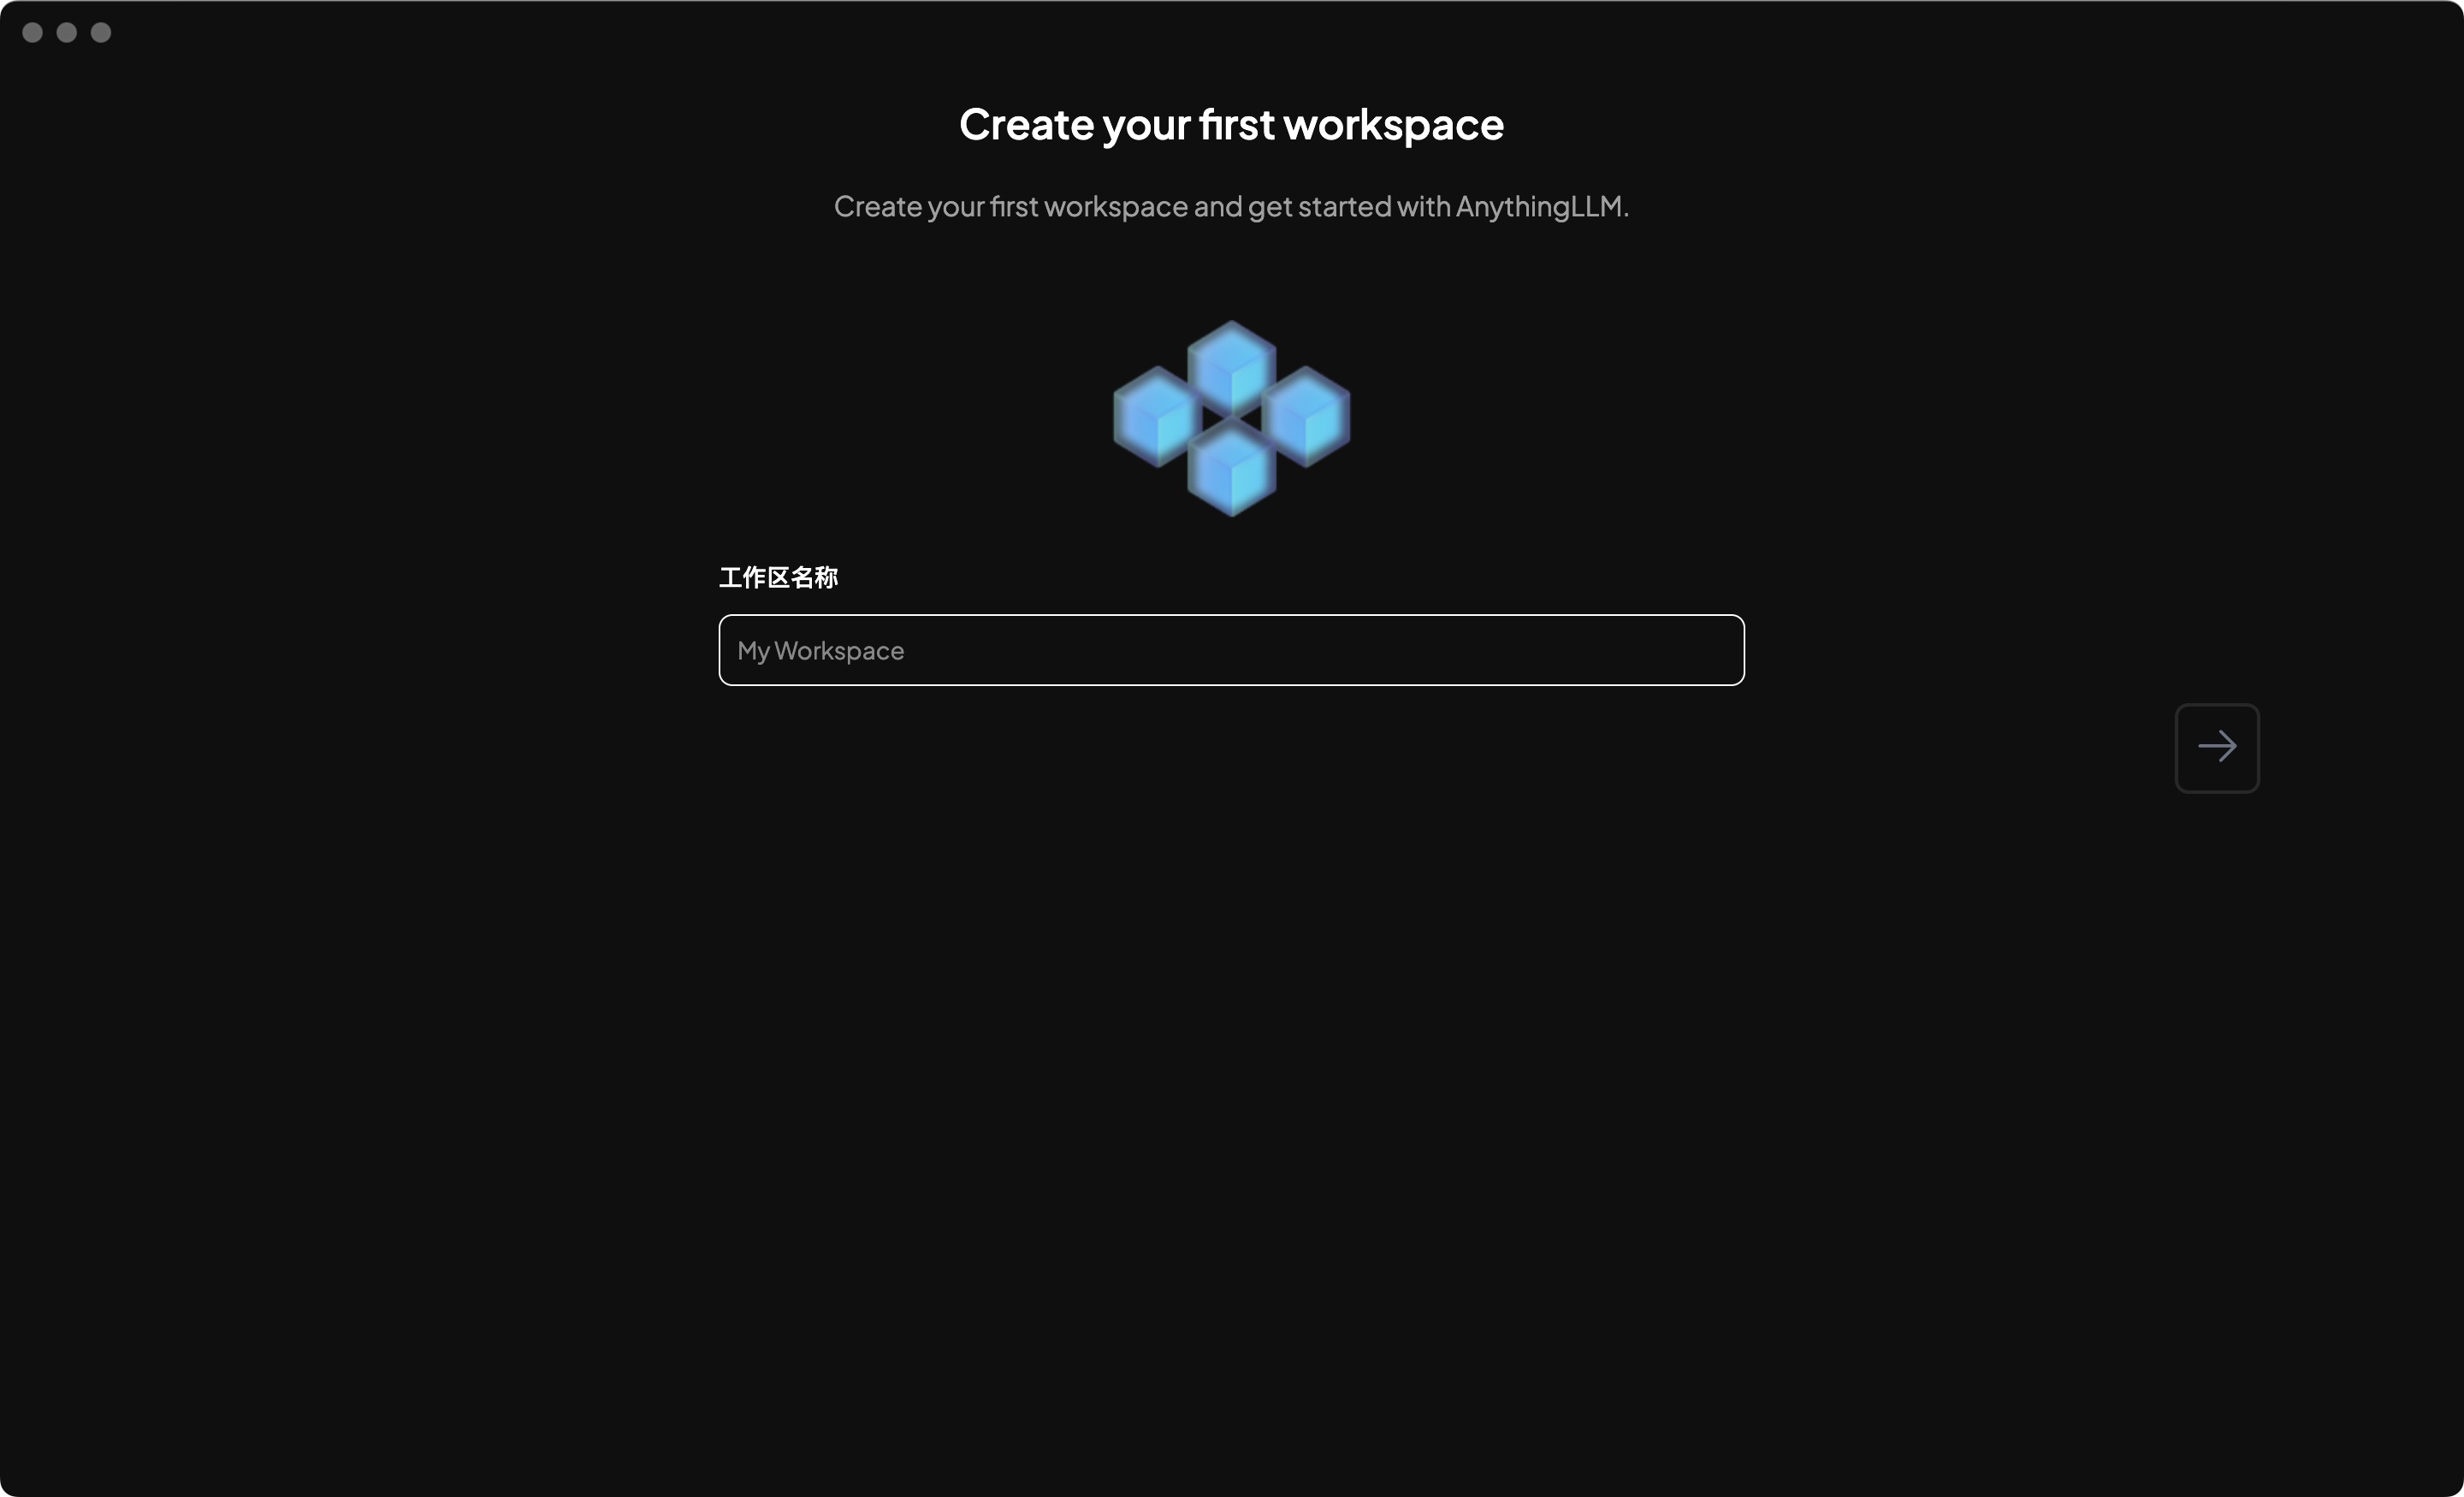 Create your first workspace
Create your first workspace and get started with AnythingLLM.
工作区名称
My Workspace